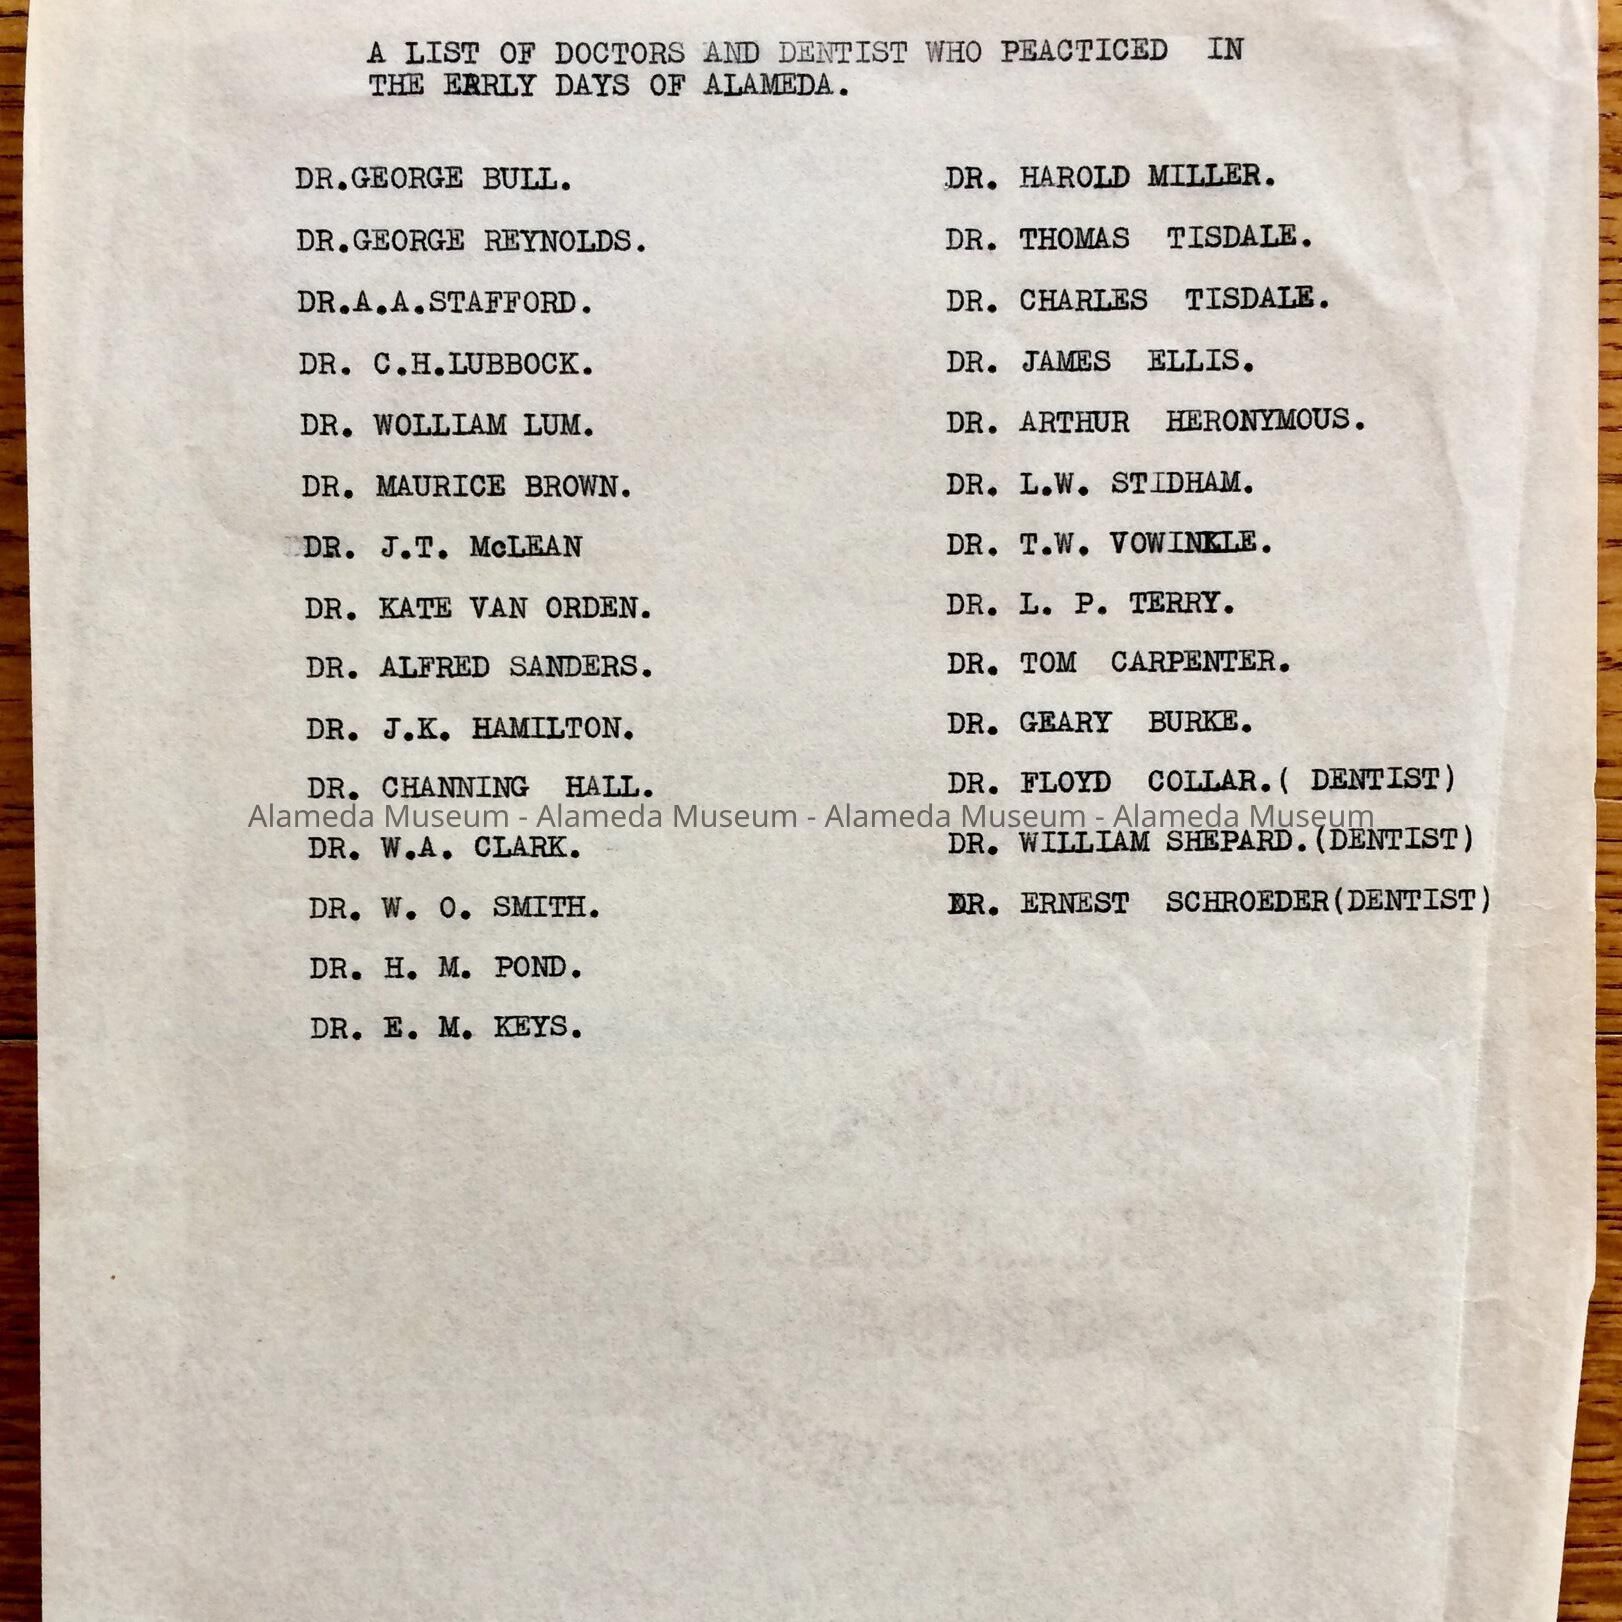 A LIST OF DOCTORS AND DENTIST WHO PEACTICED IN
THE EARLY DAYS OF ALAMEDA.
DR.GEORGE BULL.
DR.GEORGE REYNOLDS.
DR.A.A.STAFFORD.
DR. C.H.LUBBOCK.
DR. WOLLIAM LUM.
DR. MAURICE BROWN.
DR. J.T. McLEAN
DR. KATE VAN ORDEN.
DR. ALFRED SANDERS.
DR. J.K. HAMILTON.
DR. CHANNING HALL.
DR. W.A. CLARK.
DR. W. O. SMITH.
DR. H. M. POND.
DR. E. M. KEYS.
DR. HAROLD MILLER.
DR. THOMAS TISDALE.
DR. CHARLES TISDALE.
DR. JAMES ELLIS.
DR. ARTHUR HERONYMOUS.
DR. L.W. STIDHAM.
DR. T.W. VOWINKLE.
DR. L. P. TERRY.
DR. TOM CARPENTER.
DR. GEARY BURKE.
DR. FLOYD COLLAR.( DENTIST)
DR. WILLIAM SHEPARD.(DENTIST)
DR. ERNEST SCHROEDER(DENTIST)
Alameda Museum - Alameda Museum - Alameda Museum - Alameda Museum